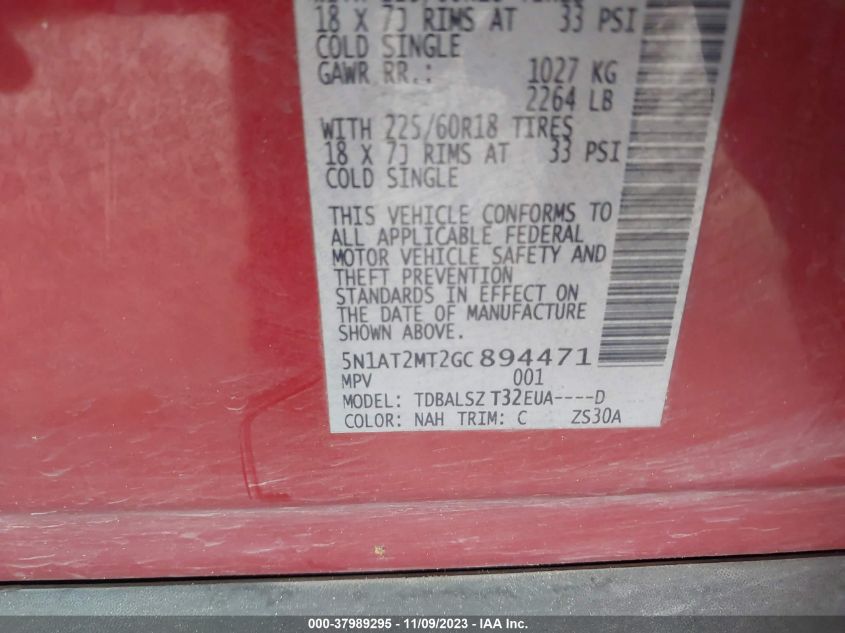 18 X 7J RIMS AT 33 PSI
COLD SINGLE
GAWR RR.: 1027 KG
2264 LB
WITH 225/60R18 TIRES
18 X 7J RIMS AT 33 PSI
COLD SINGLE
THIS VEHICLE CONFORMS TO
ALL APPLICABLE FEDERAL
MOTOR VEHICLE SAFETY AND
THEFT PREVENTION
STANDARDS IN EFFECT ON
THE DATE OF MANUFACTURE
SHOWN ABOVE.
5N1AT2MT2GC894471
MPV 001
MODEL: TDBALSZ T32EUA----D
COLOR: NAH TRIM: C ZS30A
000-37989295 - 11/09/2023 - IAA Inc.